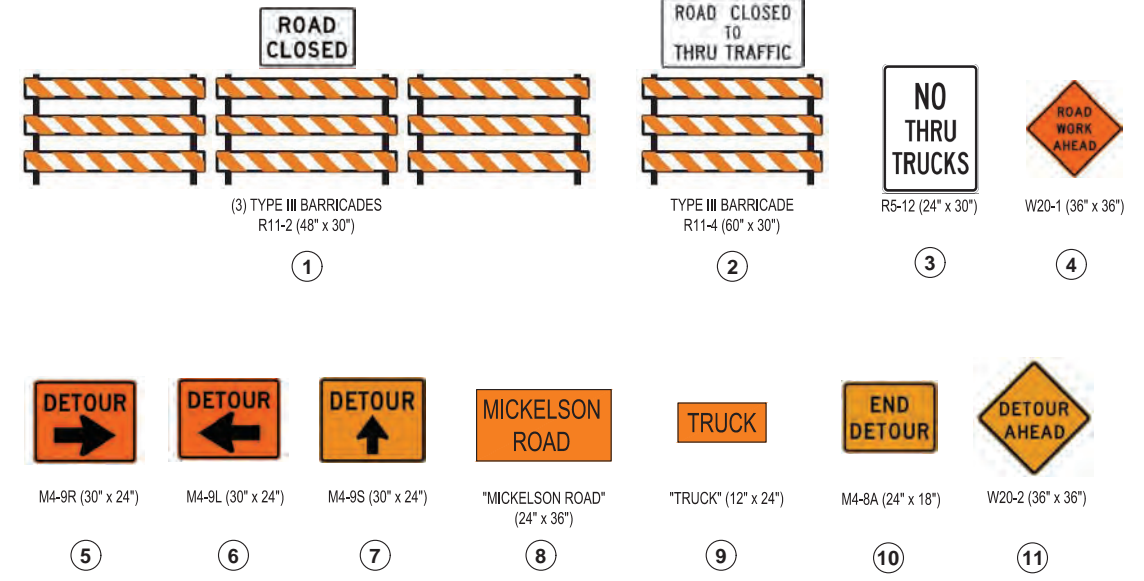 ROAD
CLOSED
ROAD CLOSED
TO
THRU TRAFFIC
NO
THRU
TRUCKS
ROAD
WORK
AHEAD
(3) TYPE III BARRICADES
R11-2 (48" x 30")
TYPE III BARRICADE
R11-4 (60" x 30")
R5-12 (24" x 30")
W20-1 (36" x 36")
1
2
3
4
DETOUR
DETOUR
DETOUR
MICKELSON
ROAD
TRUCK
END
DETOUR
DETOUR
AHEAD
M4-9R (30" x 24")
M4-9L (30" x 24")
M4-9S (30" x 24")
"MICKELSON ROAD"
(24" x 36")
"TRUCK" (12" x 24")
M4-8A (24" x 18")
W20-2 (36" x 36")
5
6
7
8
9
10
11